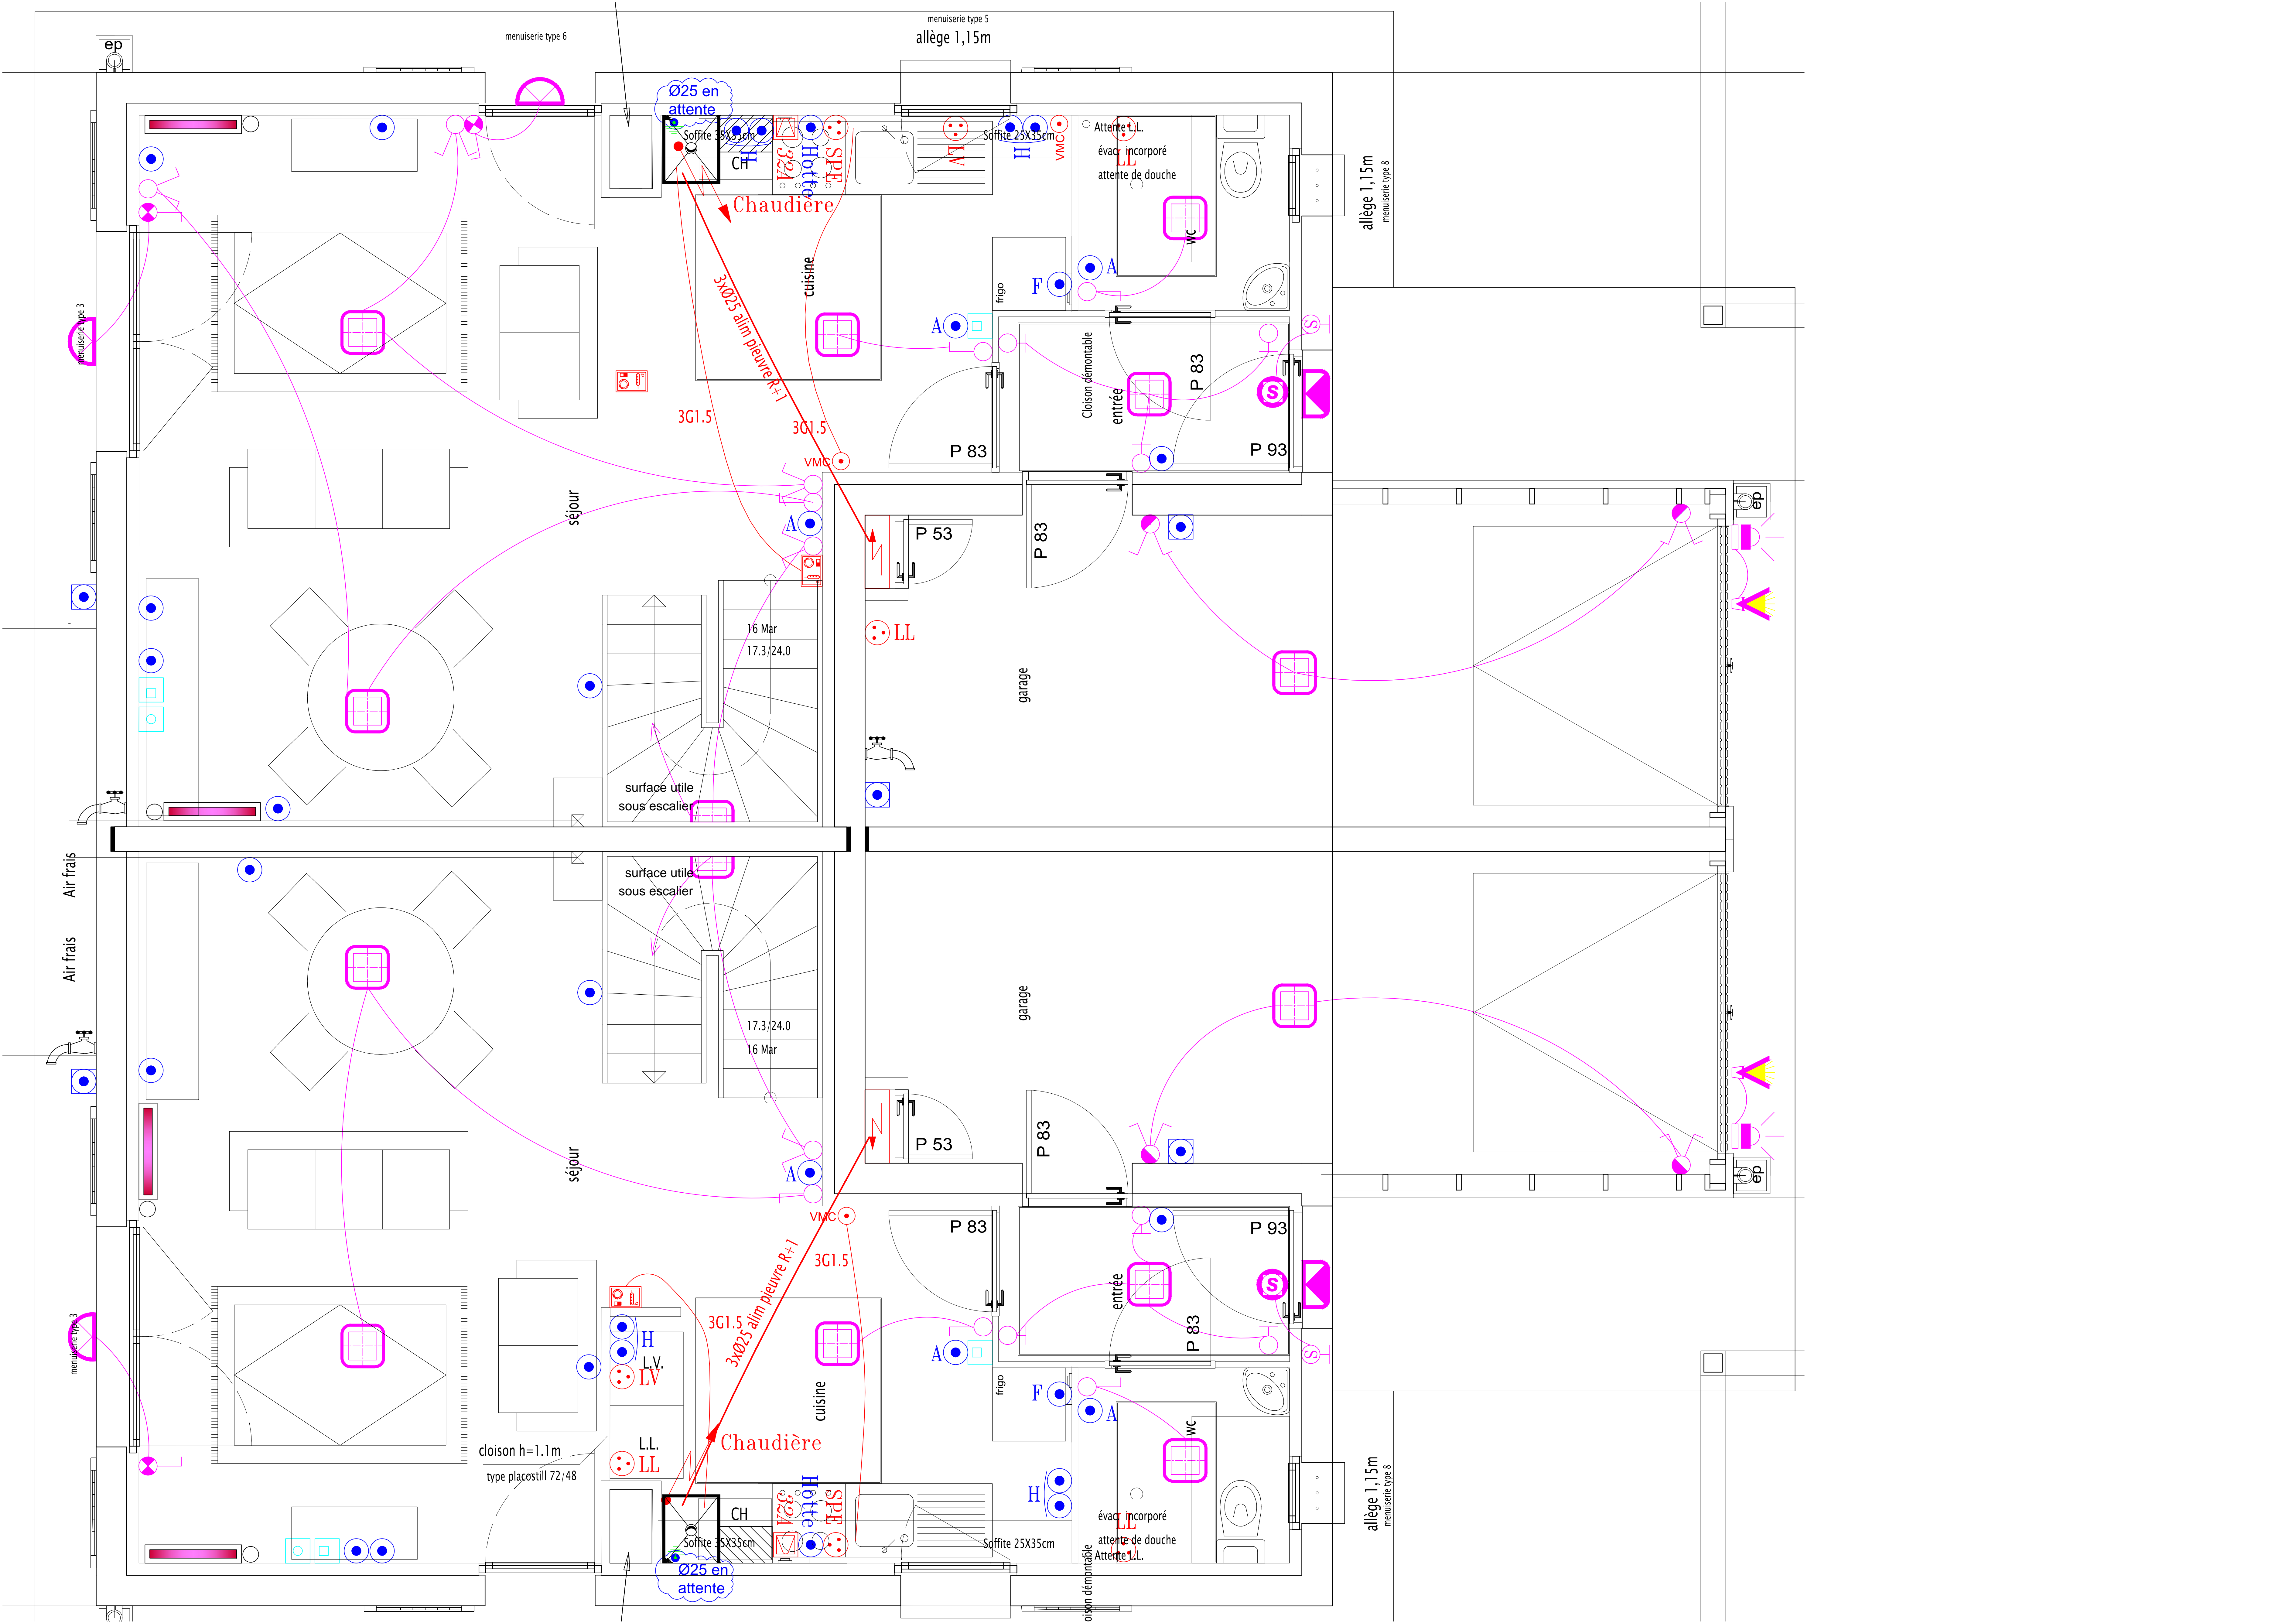 menuiserie type 5
allège 1,15m
menuiserie type 6
ep
Ø25 en
attente
Soffite 35X35cm
CH
H
32A
Hotte
SPE
LV
Soffite 25X35cm
H
VMC
Attente L.L.
évac incorporé
LL
attente de douche
allège 1,15m
menuiserie type 8
Chaudière
wc
cuisine
3xØ25 alim pieuvre R+1
frigo
F
A
A
S
menuiserie type 3
Cloison démontable
P 83
entrée
S
3G1.5
3G1.5
VMC
P 83
P 93
séjour
A
P 53
P 83
ep
LL
16 Mar
17.3/24.0
garage
surface utile
sous escalier
Air frais
surface utile
sous escalier
Air frais
garage
17.3/24.0
16 Mar
séjour
A
P 53
P 83
ep
VMC
P 83
P 93
3G1.5
3xØ25 alim pieuvre R+1
entrée
S
menuiserie type 3
3G1.5
P 83
S
H
L.V.
LV
A
frigo
F
A
cuisine
wc
cloison h=1.1m
type placostill 72/48
L.L.
LL
Chaudière
H
allège 1,15m
menuiserie type 8
CH
32A
Hotte
SPE
Soffite 35X35cm
Soffite 25X35cm
évac incorporé
LL
attente de douche
Attente L.L.
Ø25 en
attente
oison démontable